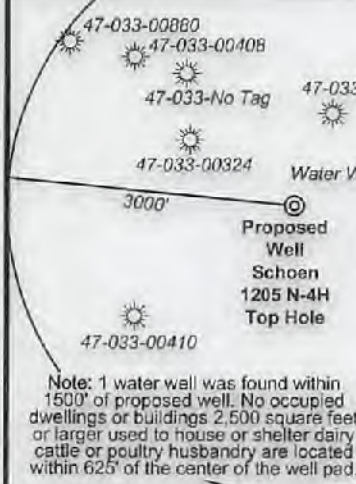 47-033-00860
47-033-00408
47-033-No Tag
47-033
47-033-00324
Water
3000'
Proposed
Well
Schoen
1205 N-4H
Top Hole
47-033-00410
Note: 1 water well was found within
1500' of proposed well. No occupied
dwellings or buildings 2,500 square feet
or larger used to house or shelter dairy
cattle or poultry husbandry are located
within 625' of the center of the well pad.